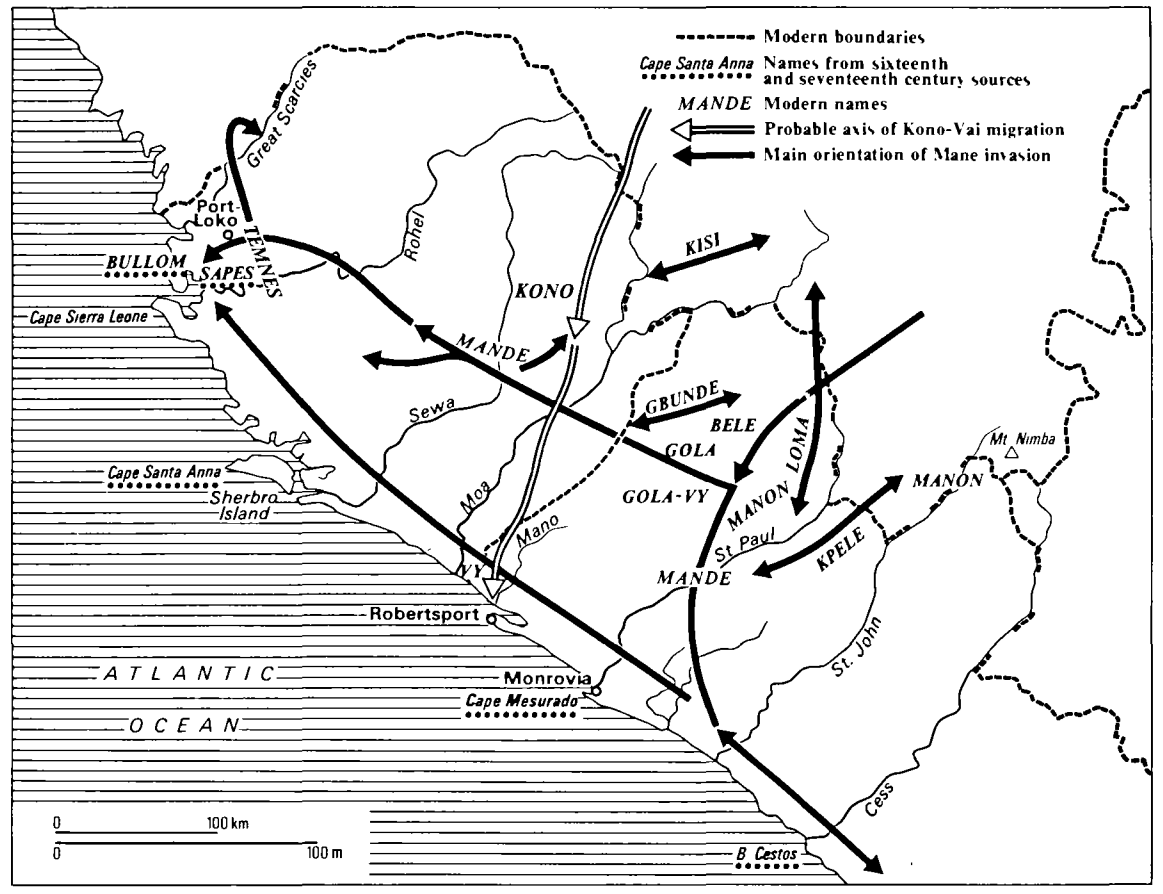 Modern boundaries
Cape Santa Anna Names from sixteenth
and seventeenth century sources
MANDE Modern names
Probable axis of Kono-Vai migration
Main orientation of Mane invasion
Great Scarcies
Port-
Loko
TEMNES
Rohel
BULLOM
SAPES
KONO
KISI
Cape Sierra Leone
MANDE
GBUNDE
BELE
LOMA
Sewa
GOLA
Mt. Nimba
Cape Santa Anna
Sherbro
Island
Moa
GOLA-VY
MANON
MANON
Mano
St Paul
KPELE
VY
MANDE
Robertsport
St. John
ATLANTIC
OCEAN
Monrovia
Cape Mesurado
Cess
0 100 km
0 100 m
B Cestos